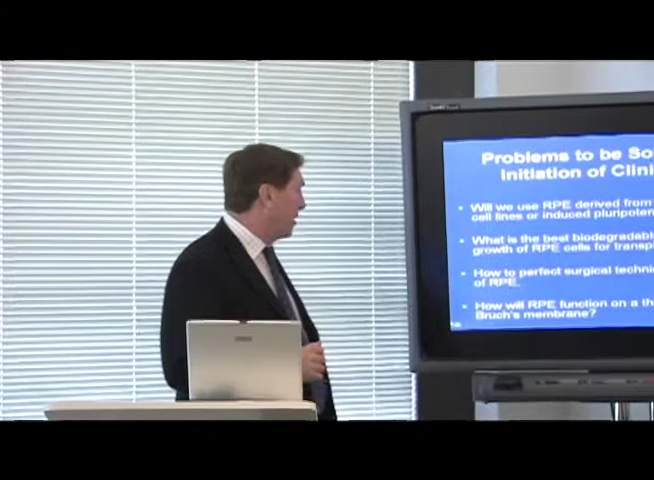 Problems to be So
Initiation of Clini
• Will we use RPE derived from
cell lines or induced pluripoten
• What is the best biodegradabl
growth of RPE cells for transp
• How to perfect surgical techni
of RPE.
• How will RPE function on a th
Bruch's membrane?